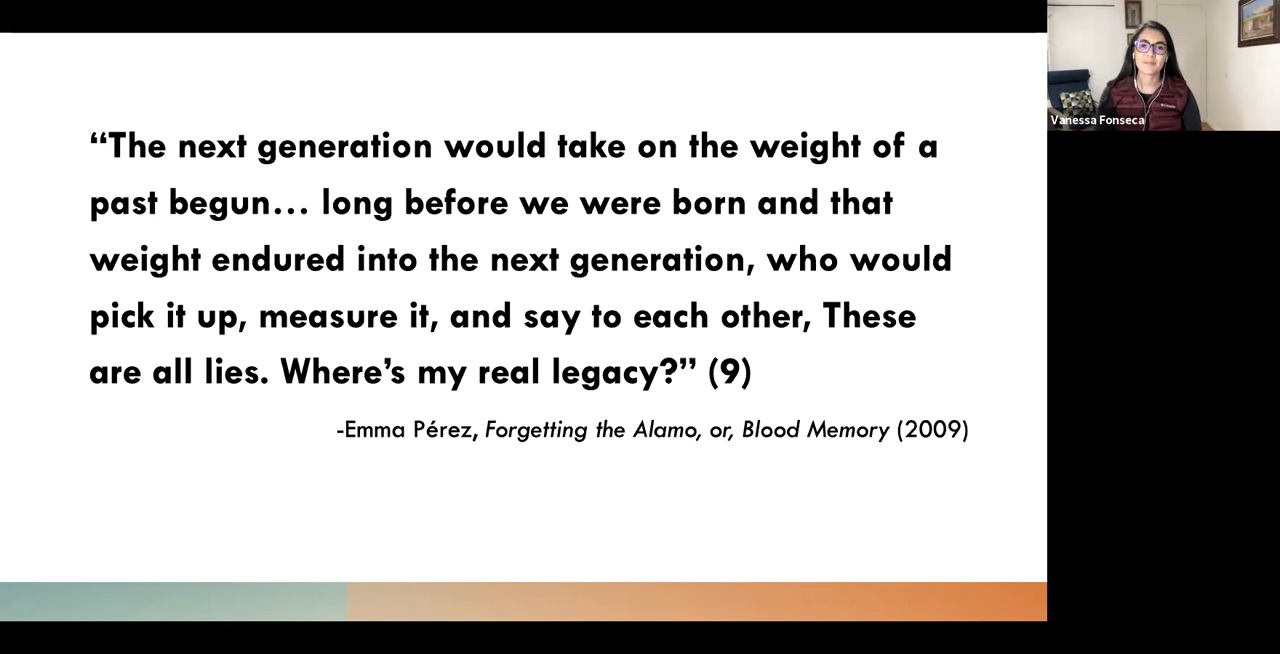 “The next generation would take on the weight of a
past begun… long before we were born and that
weight endured into the next generation, who would
pick it up, measure it, and say to each other, These
are all lies. Where’s my real legacy?” (9)
-Emma Pérez, Forgetting the Alamo, or, Blood Memory (2009)
Vanessa Fonseca